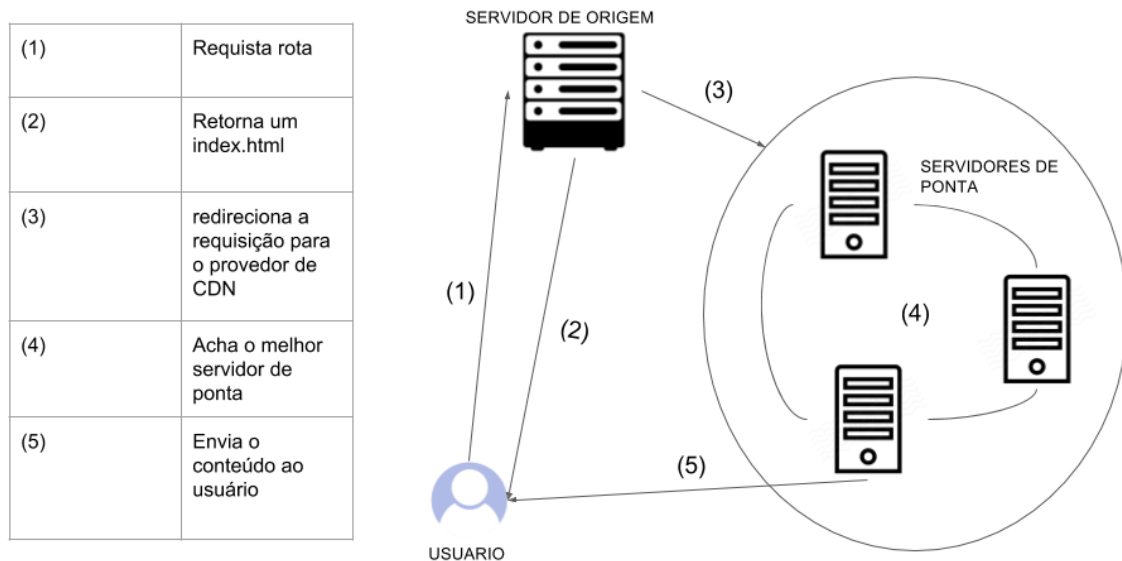 (1)
Requista rota
(2)
Retorna um
index.html
(3)
redireciona a
requisição para
o provedor de
CDN
(4)
Acha o melhor
servidor de
ponta
(5)
Envia o
conteúdo ao
usuário
SERVIDOR DE ORIGEM
(3)
SERVIDORES DE
PONTA
(1)
(2)
(4)
(5)
USUARIO